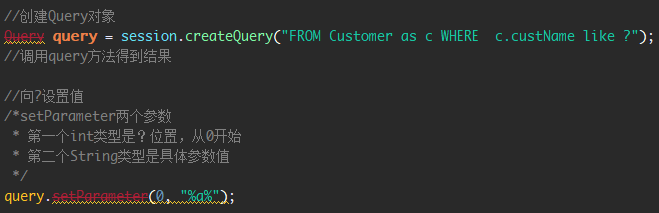 //创建Query对象
Query query = session.createQuery("FROM Customer as c WHERE  c.custName like ?");
//调用query方法得到结果
//向?设置值
/*setParameter两个参数
* 第一个int类型是？位置，从0开始
* 第二个String类型是具体参数值
*/
query.setParameter(0, "%a%");